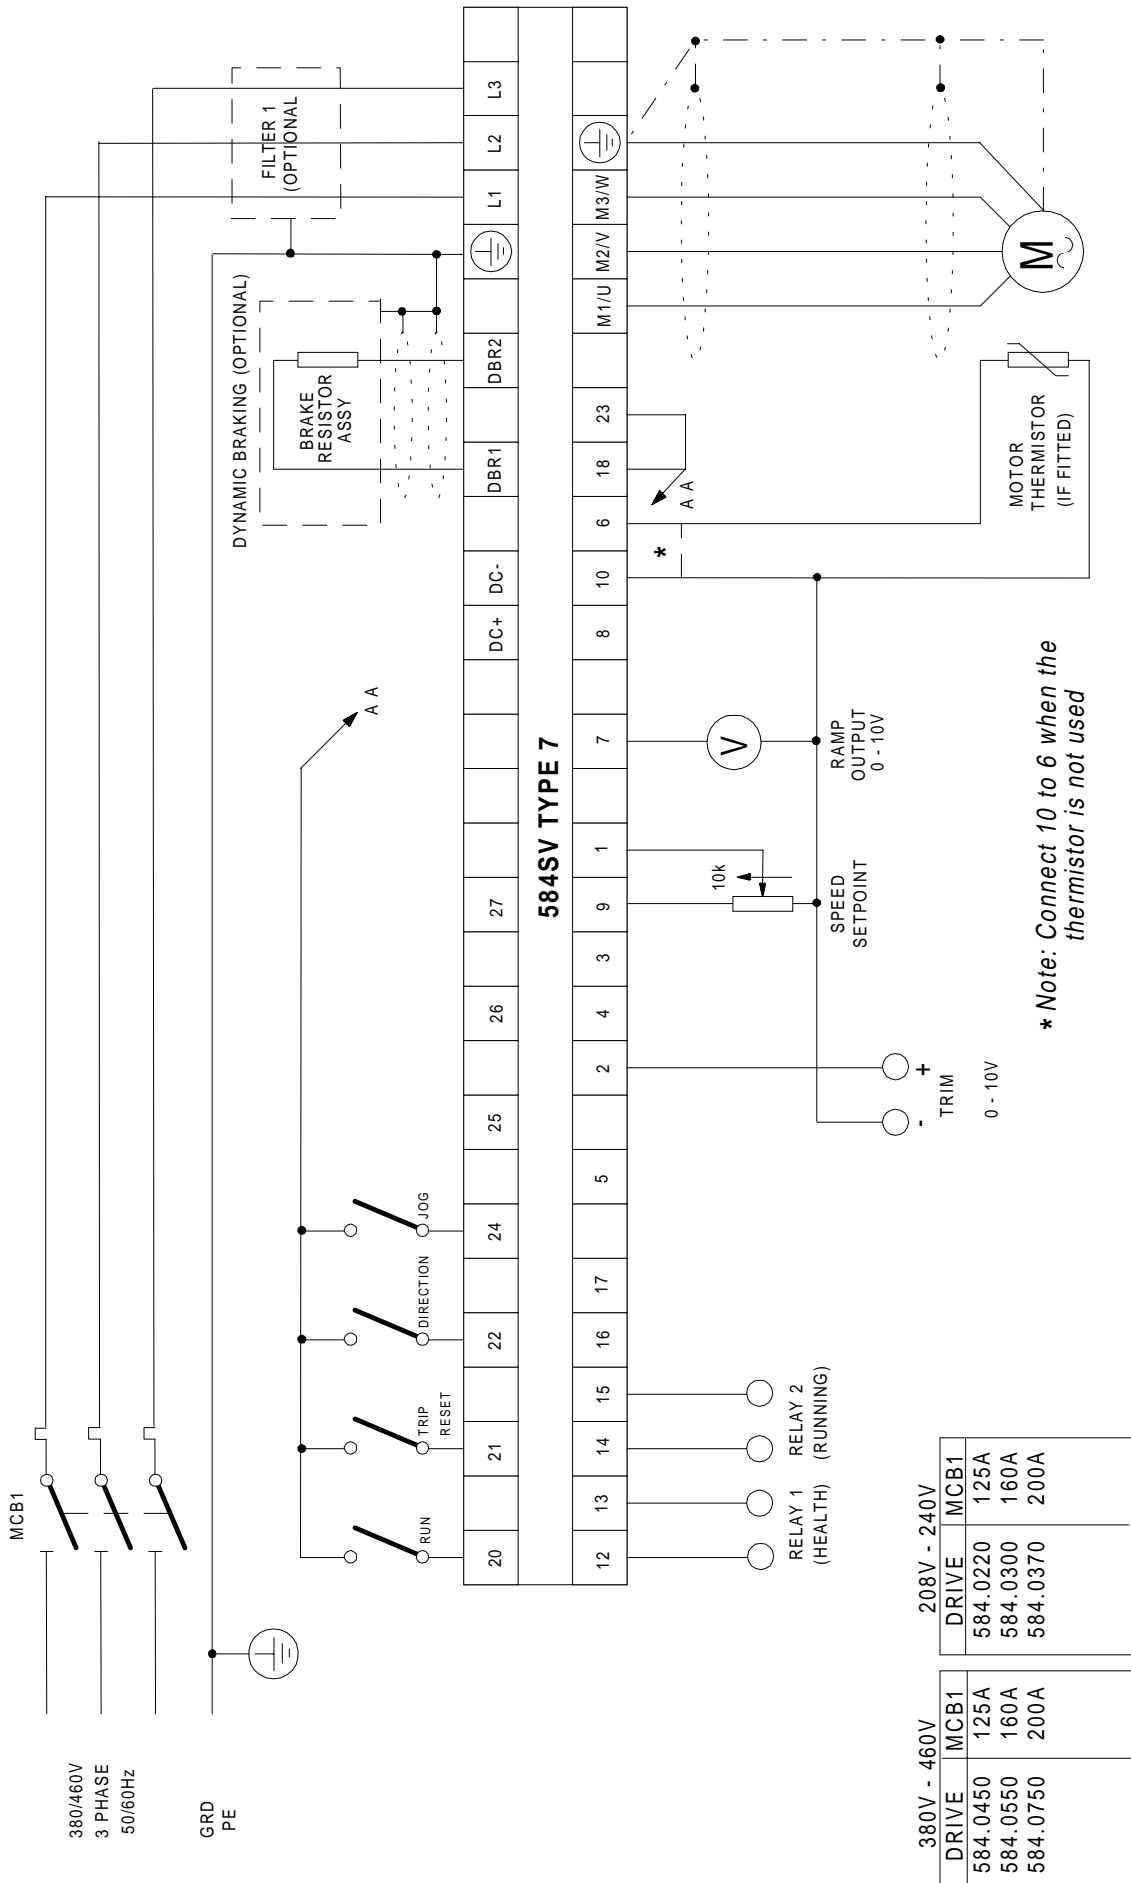 MCB1
380/460V
3 PHASE
50/60Hz
GRD
PE
FILTER 1
(OPTIONAL
DYNAMIC BRAKING (OPTIONAL)
BRAKE
RESISTOR
ASSY
A A
RUN
TRIP
RESET
DIRECTION
JOG
20
21
22
24
25
26
27
DC+
DC-
DBR1
DBR2
L1
L2
L3
584SV TYPE 7
12
13
14
15
16
17
5
2
4
3
9
1
7
8
10
6
18
23
M1/U
M2/V
M3/W
*
A A
10k
V
M
RELAY 1
(HEALTH)
RELAY 2
(RUNNING)
- +
TRIM
0 - 10V
SPEED
SETPOINT
RAMP
OUTPUT
0 - 10V
MOTOR
THERMISTOR
(IF FITTED)
* Note: Connect 10 to 6 when the
thermistor is not used
380V - 460V
DRIVE MCB1
584.0450 125A
584.0550 160A
584.0750 200A
208V - 240V
DRIVE MCB1
584.0220 125A
584.0300 160A
584.0370 200A